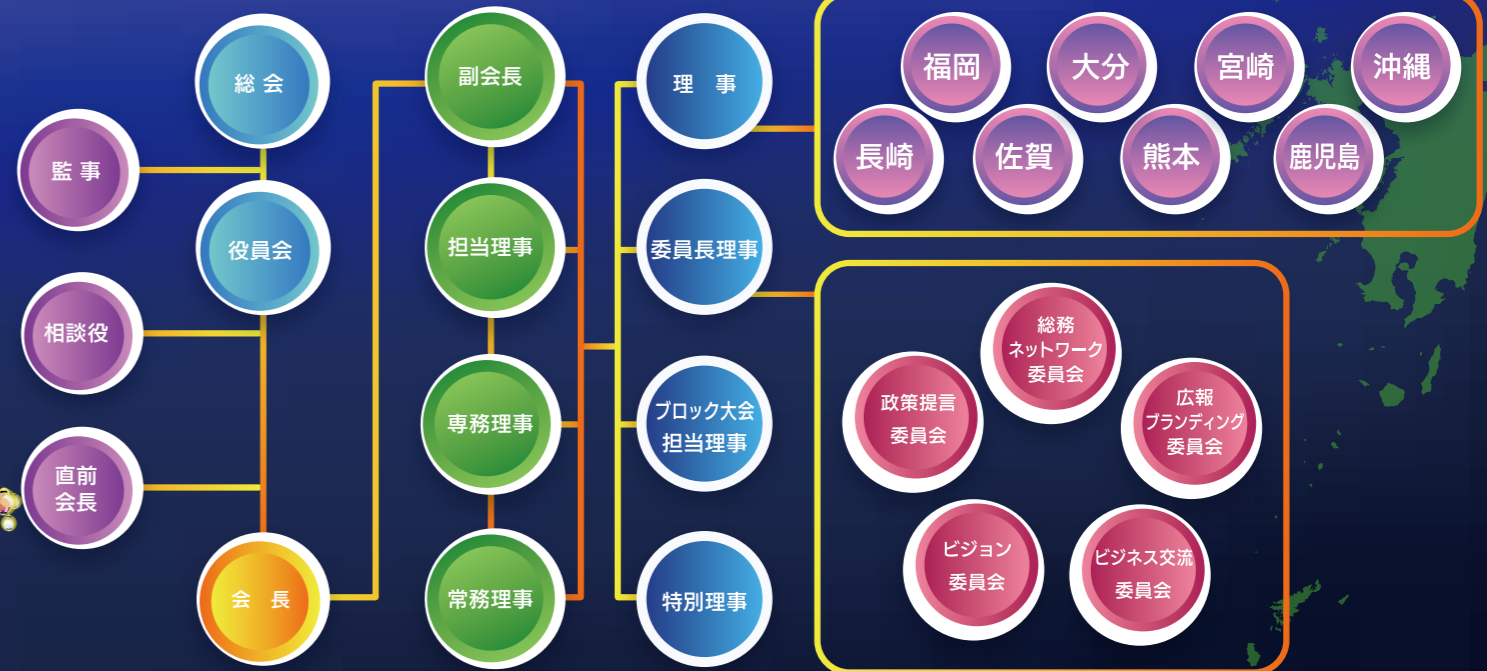 総会
監事
役員会
相談役
直前
会長
会　長
副会長
担当理事
専務理事
常務理事
理　事
委員長理事
ブロック大会
担当理事
特別理事
福岡
大分
宮崎
沖縄
長崎
佐賀
熊本
鹿児島
総務
ネットワーク
委員会
政策提言
委員会
広報
ブランディング
委員会
ビジョン
委員会
ビジネス交流
委員会